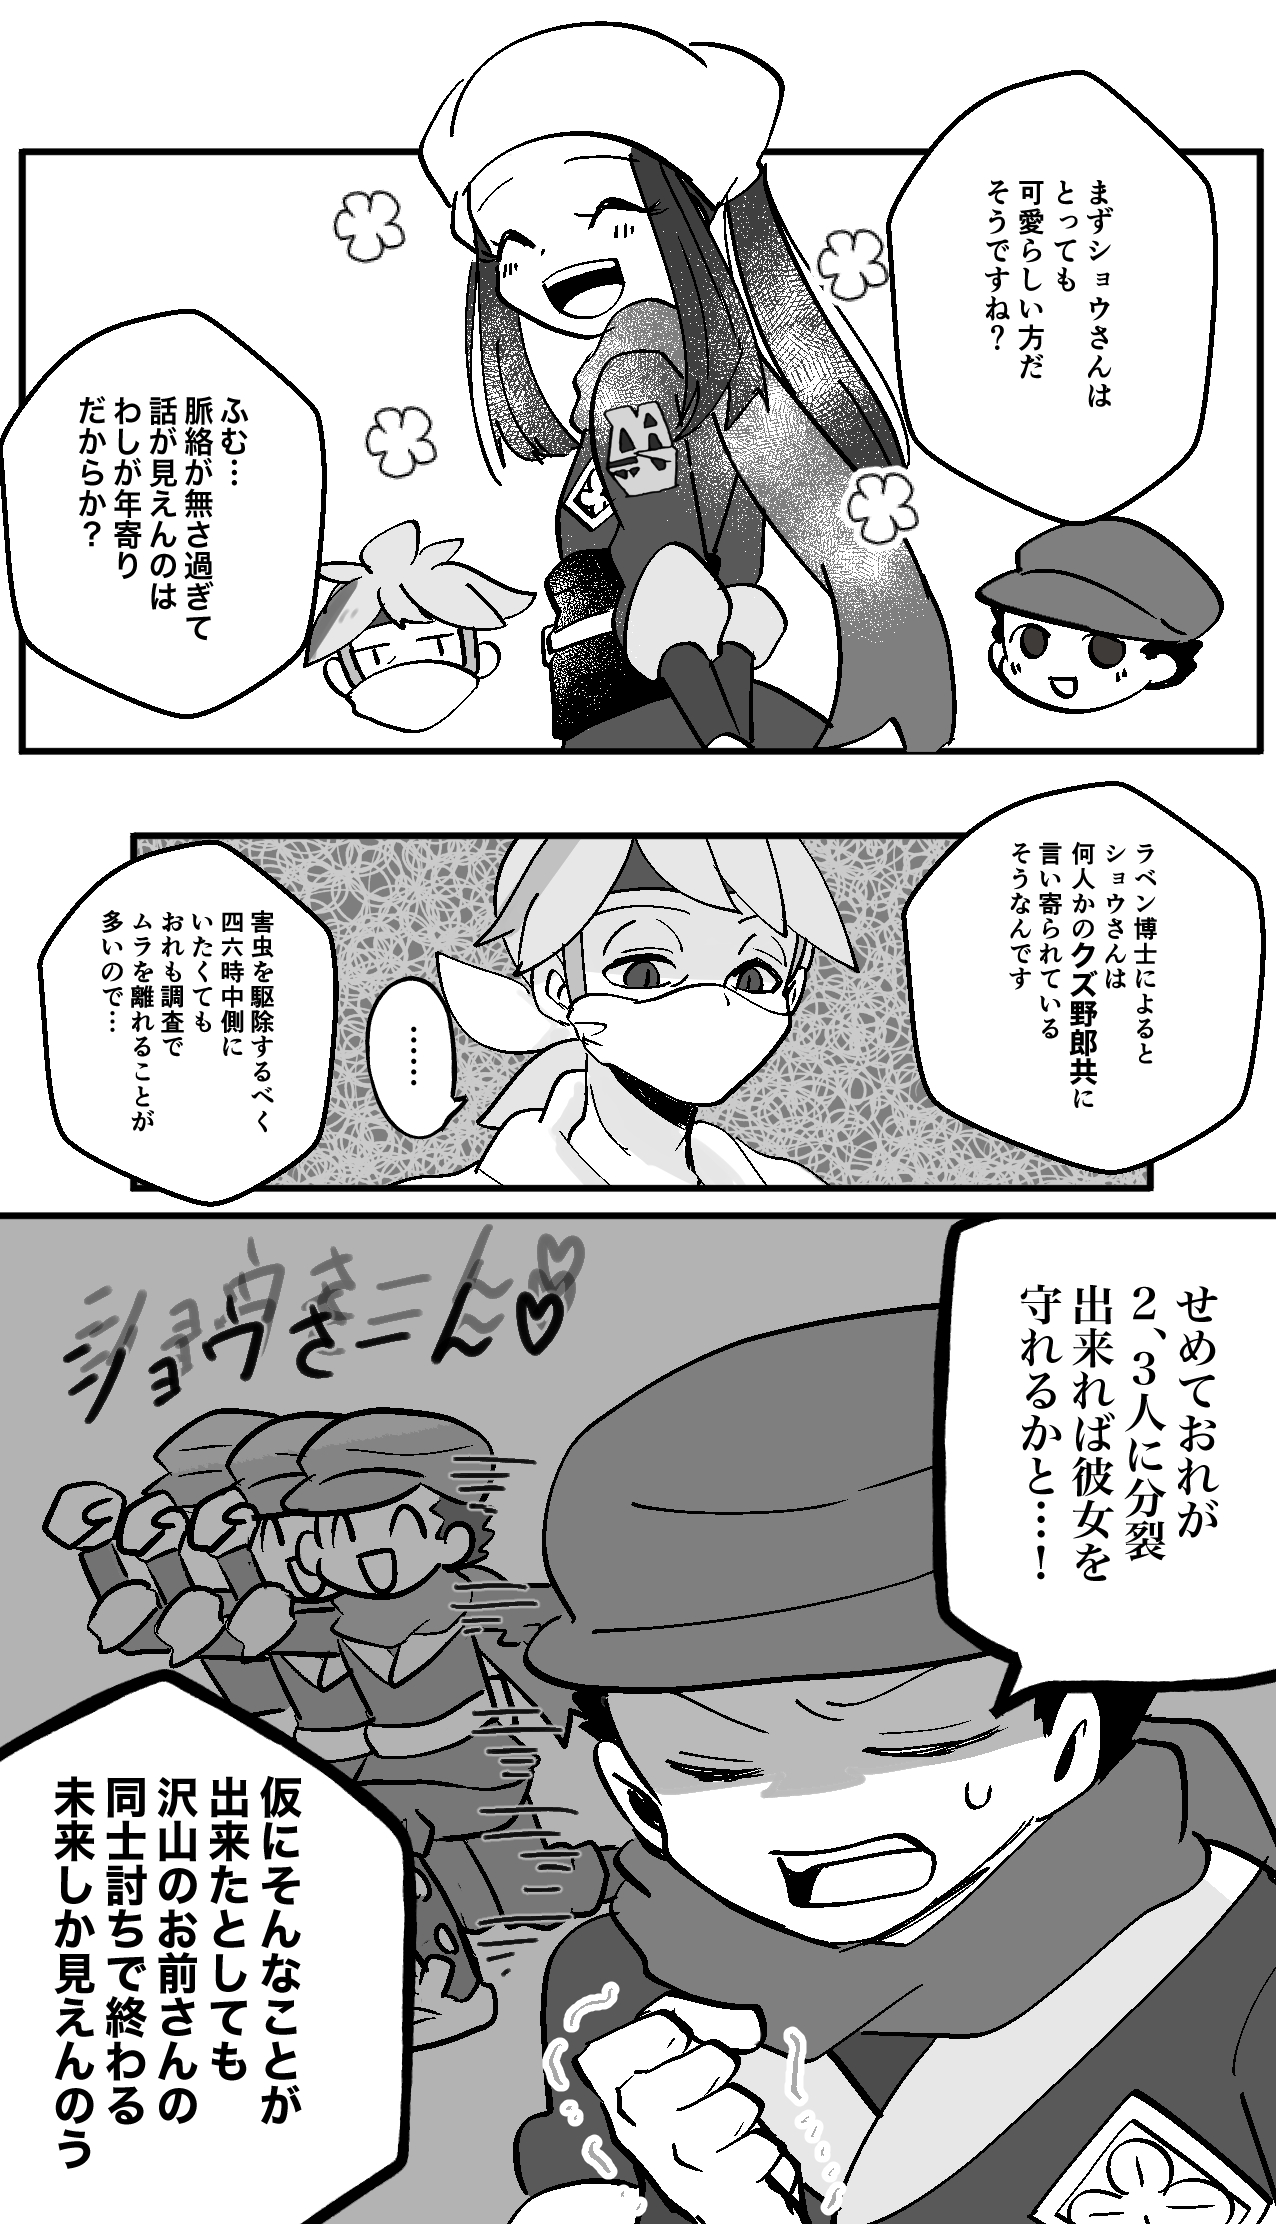 まずショウさんは
とっても
可愛らしい方だ
そうですね？
ふむ…
脈絡が無さ過ぎて
話が見えんのは
わしが年寄り
だからか？
ラベン博士によると
ショウさんは
何人かのクズ野郎共に
言い寄られている
そうなんです
……
害虫を駆除するべく
四六時中側に
いたくても
おれも調査で
ムラを離れることが
多いので…
せめておれが
2、3人に分裂
出来れば彼女を
守れるかと…！
ショウさーん♡
仮にそんなことが
出来たとしても
沢山のお前さんの
同士討ちで終わる
未来しか見えんのう